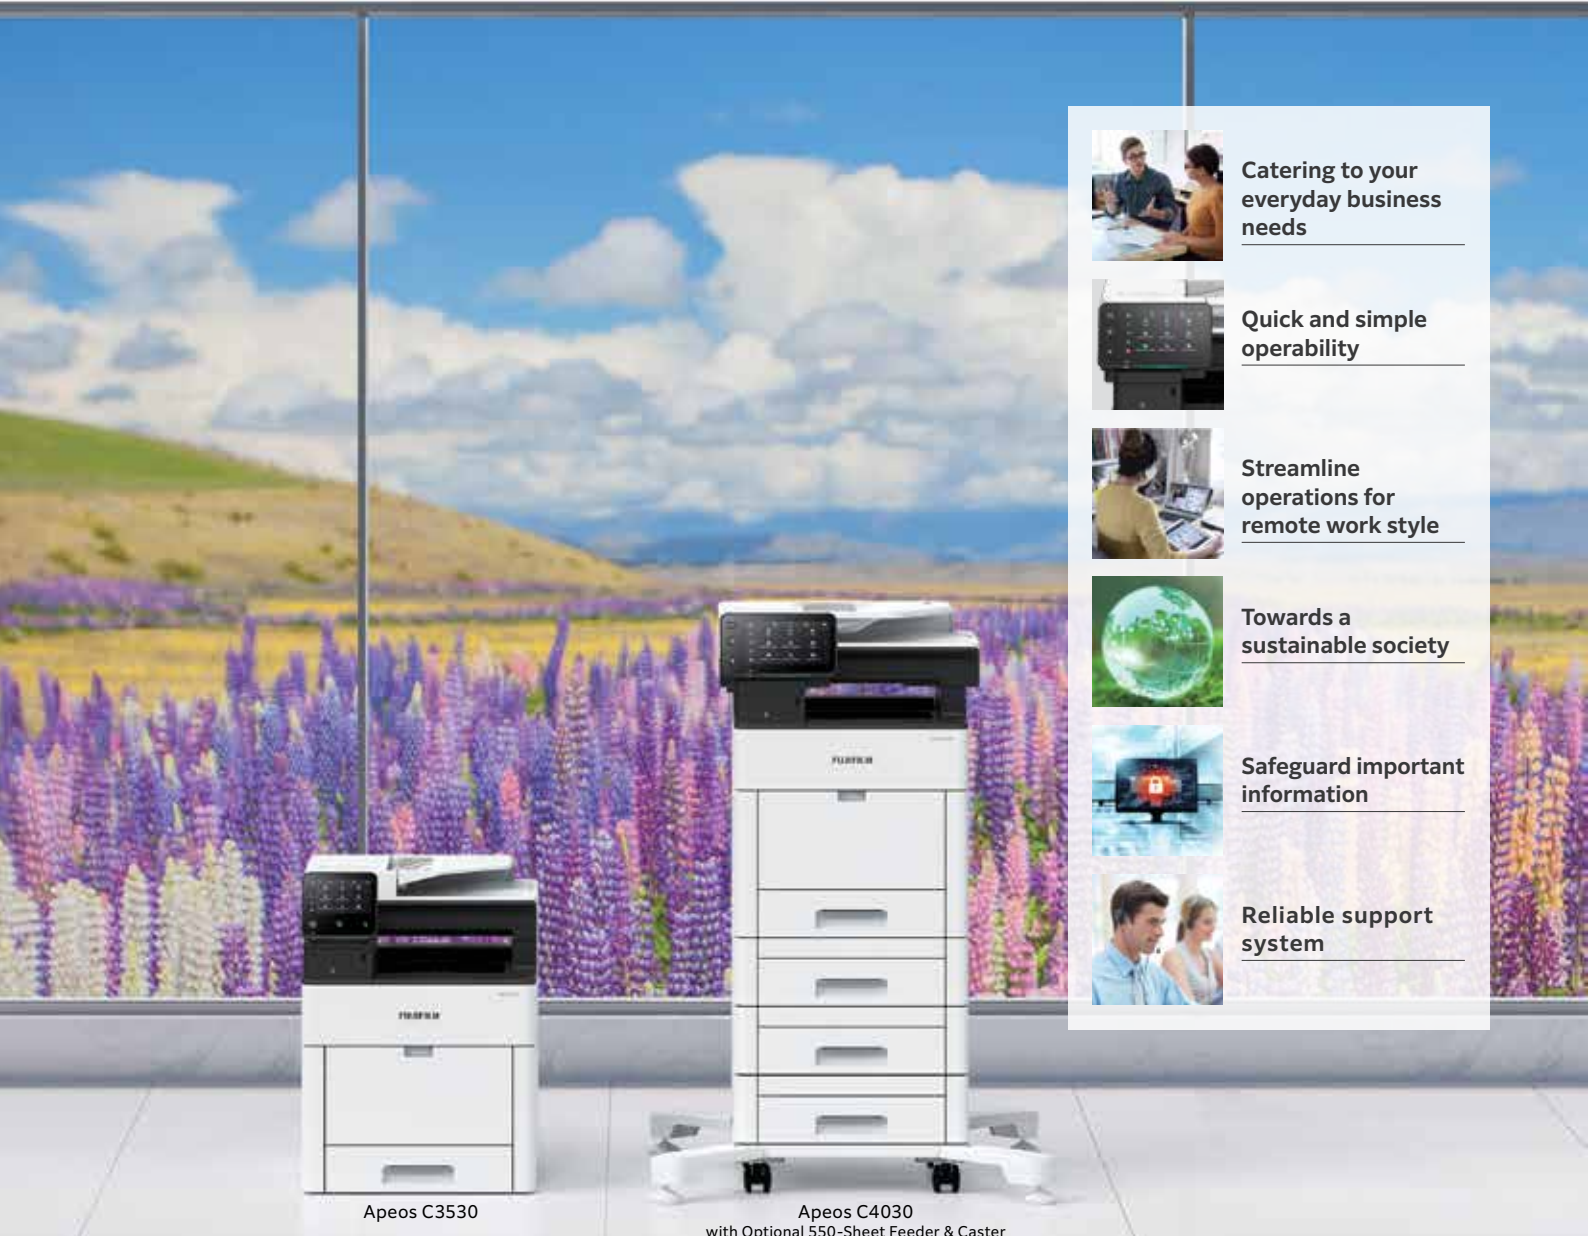 Catering to your
everyday business
needs
Quick and simple
operability
Streamline
operations for
remote work style
Towards a
sustainable society
Safeguard important
information
Reliable support
system
FUJIFILM
FUJIFILM
Apeos C3530
Apeos C4030
with Optional 550-Sheet Feeder & Caster